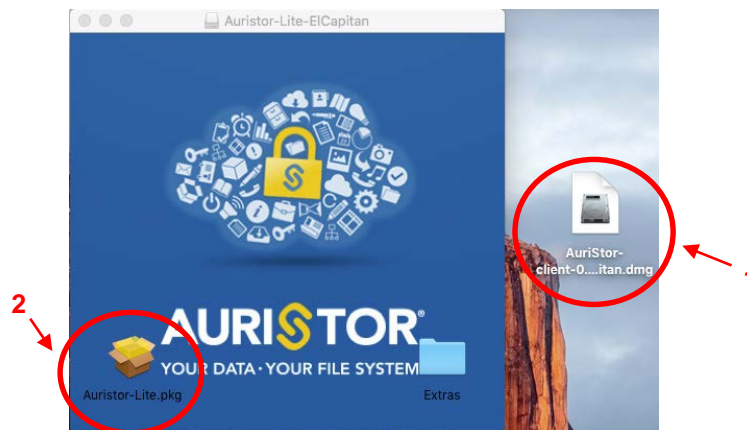 Auristor-Lite-ElCapitan
S
AuriStor-
client-0....itan.dmg
2
AURISTOR®
YOUR DATA · YOUR FILE SYSTEM
Auristor-Lite.pkg
Extras